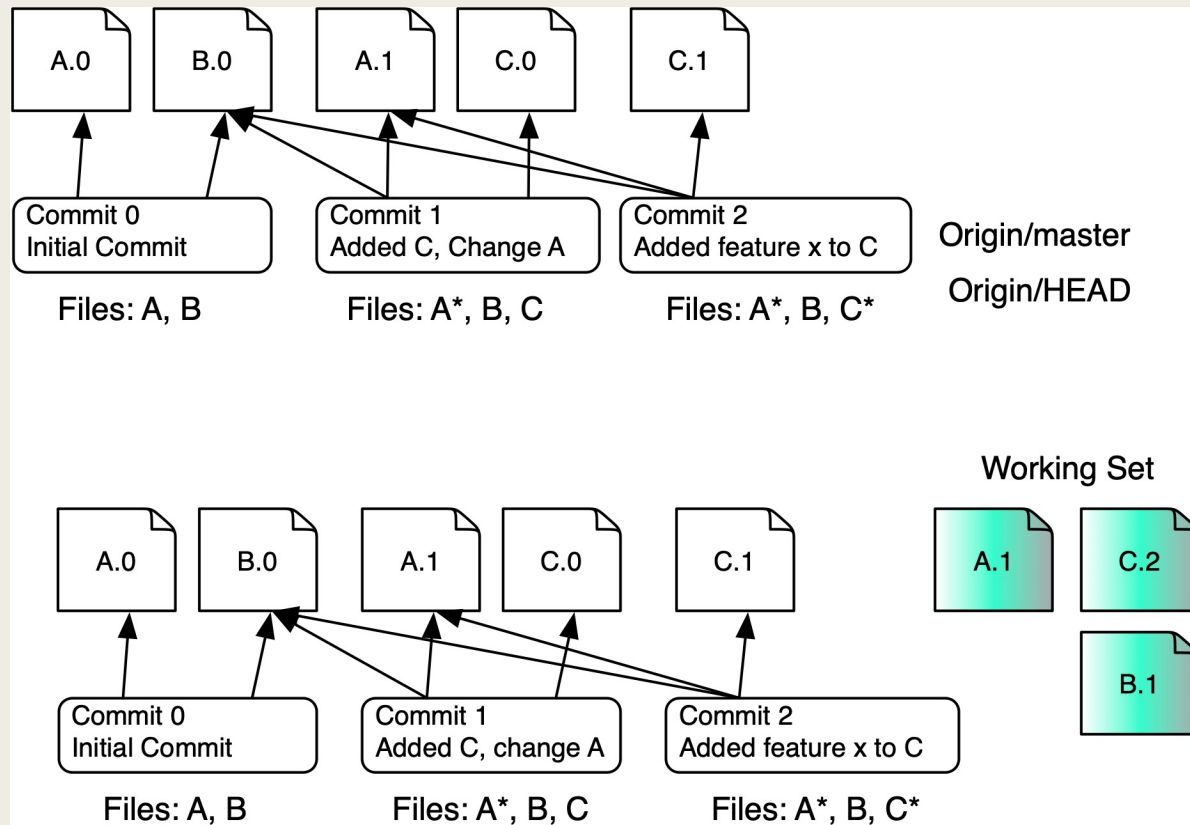 A.0
B.0
A.1
C.0
C.1
Commit 0
Initial Commit
Commit 1
Added C, Change A
Commit 2
Added feature x to C
Origin/master
Origin/HEAD
Files: A, B
Files: A*, B, C
Files: A*, B, C*
Working Set
A.0
B.0
A.1
C.0
C.1
A.1
C.2
B.1
Commit 0
Initial Commit
Commit 1
Added C, change A
Commit 2
Added feature x to C
Files: A, B
Files: A*, B, C
Files: A*, B, C*